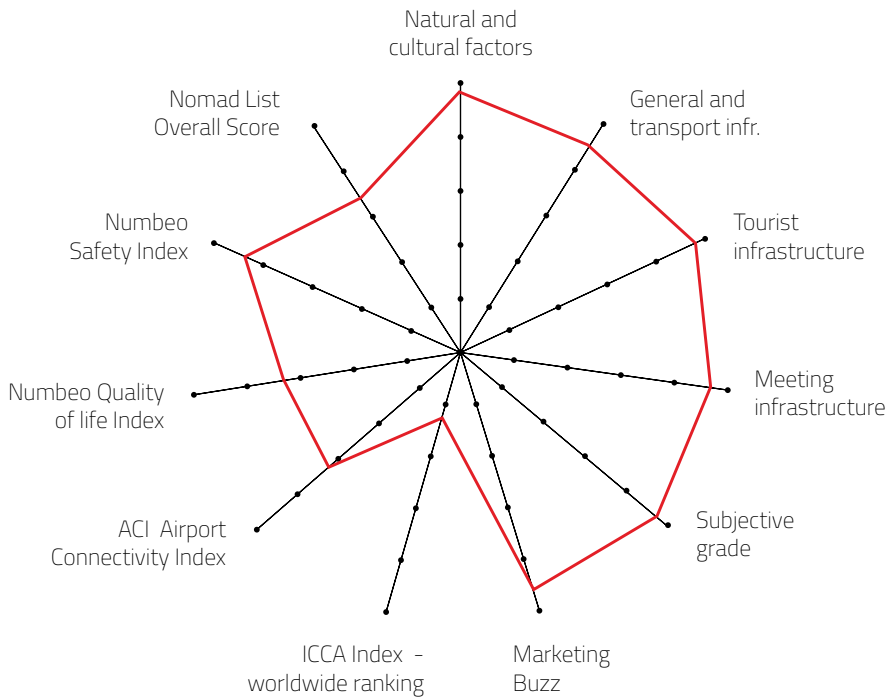 Natural and
cultural factors
General and
transport infr.
Tourist
infrastructure
Meeting
infrastructure
Subjective
grade
Marketing
Buzz
ICCA Index -
worldwide ranking
ACI Airport
Connectivity Index
Numbeo Quality
of life Index
Numbeo
Safety Index
Nomad List
Overall Score